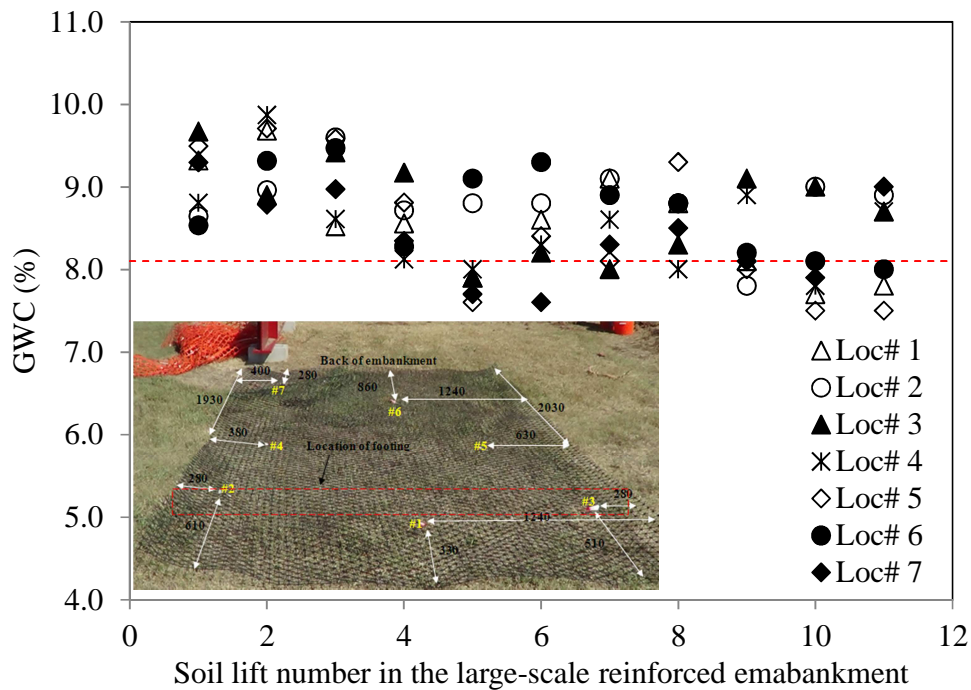 11.0
10.0
9.0
8.0
7.0
6.0
5.0
4.0
GWC (%)
0 2 4 6 8 10 12
Soil lift number in the large-scale reinforced emabankment
Loc# 1
Loc# 2
Loc# 3
Loc# 4
Loc# 5
Loc# 6
Loc# 7
Back of embankment
400
280
#7
860
1240
#6
1930
2030
380
#4
#5
630
Location of footing
280
#2
#3
280
610
#1
1240
330
510